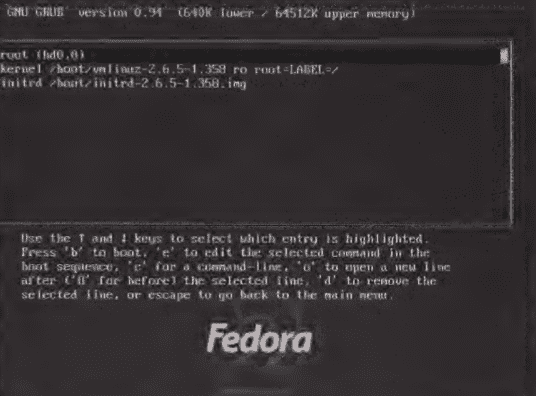 GNU GRUB version 0.94 (640K lower / 64512K upper memory)
root (hd0,0)
kernel /boot/vmlinuz-2.6.5-1.358 ro root=LABEL=/
initrd /boot/initrd-2.6.5-1.358.img
Use the ↑ and ↓ keys to select which entry is highlighted.
Press 'b' to boot, 'e' to edit the selected command in the
boot sequence, 'c' for a command-line, 'o' to open a new line
after ('O' for before) the selected line, 'd' to remove the
selected line, or escape to go back to the main menu.
Fedora